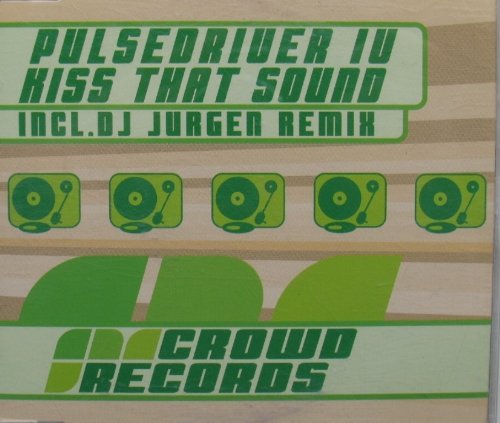 PULSEDRIVER IV
KISS THAT SOUND
INCL.DJ JURGEN REMIX
CROWD
RECORDS